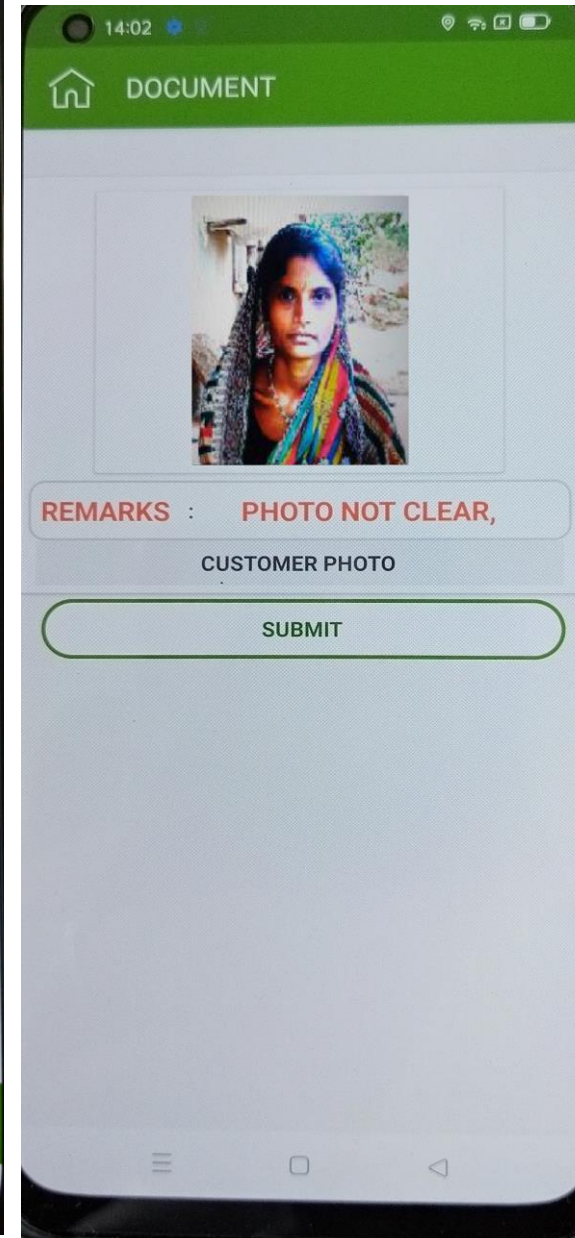 14:02
DOCUMENT
REMARKS : PHOTO NOT CLEAR,
CUSTOMER PHOTO
SUBMIT